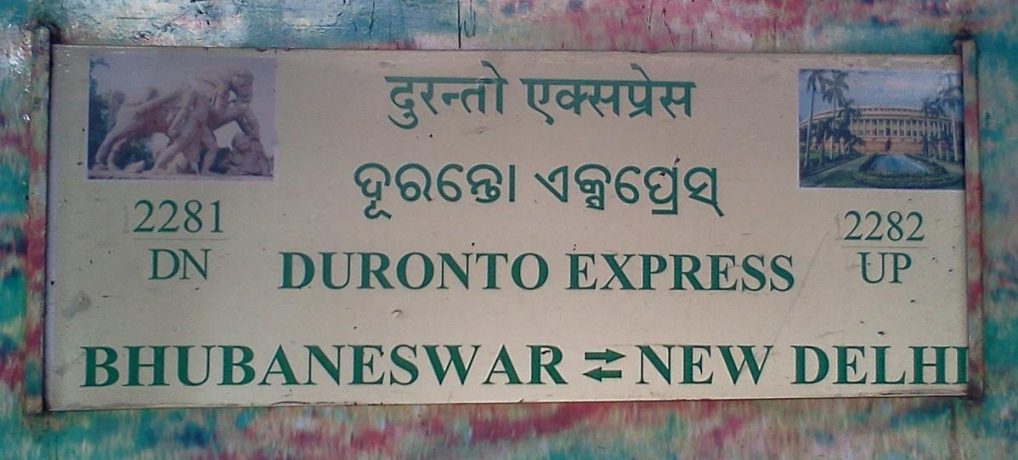 दुरन्तो एक्सप्रेस
ଦୂରନ୍ତୋ ଏକ୍ସପ୍ରେସ୍
2281
DN
2282
UP
DURONTO EXPRESS
BHUBANESWAR ⇄ NEW DELHI